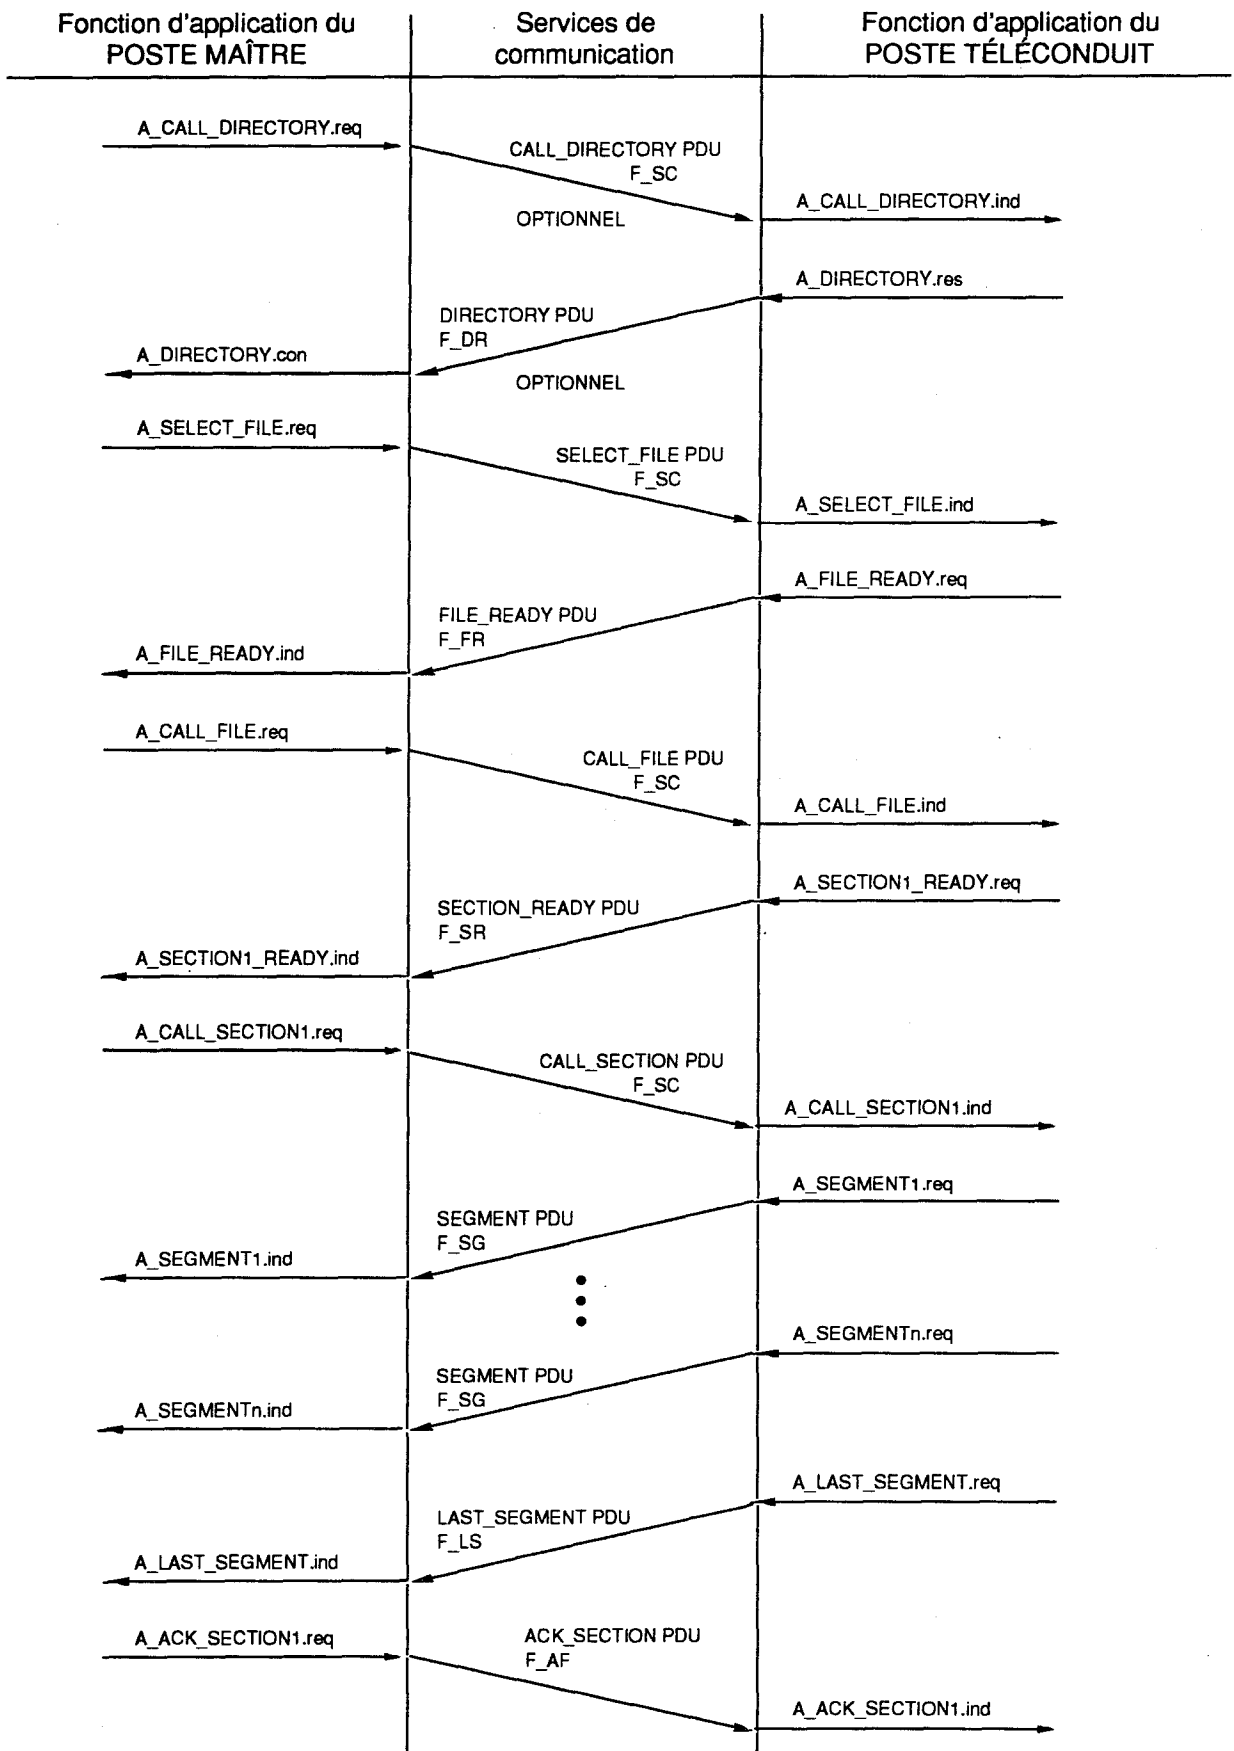 Fonction d'application du
POSTE MAÎTRE
Services de
communication
Fonction d'application du
POSTE TÉLÉCONDUIT
A_CALL_DIRECTORY.req
CALL_DIRECTORY PDU
F_SC
A_CALL_DIRECTORY.ind
OPTIONNEL
A_DIRECTORY.res
DIRECTORY PDU
F_DR
A_DIRECTORY.con
OPTIONNEL
A_SELECT_FILE.req
SELECT_FILE PDU
F_SC
A_SELECT_FILE.ind
A_FILE_READY.req
FILE_READY PDU
F_FR
A_FILE_READY.ind
A_CALL_FILE.req
CALL_FILE PDU
F_SC
A_CALL_FILE.ind
A_SECTION1_READY.req
SECTION_READY PDU
F_SR
A_SECTION1_READY.ind
A_CALL_SECTION1.req
CALL_SECTION PDU
F_SC
A_CALL_SECTION1.ind
A_SEGMENT1.req
SEGMENT PDU
F_SG
A_SEGMENT1.ind
A_SEGMENTn.req
SEGMENT PDU
F_SG
A_SEGMENTn.ind
A_LAST_SEGMENT.req
LAST_SEGMENT PDU
F_LS
A_LAST_SEGMENT.ind
A_ACK_SECTION1.req
ACK_SECTION PDU
F_AF
A_ACK_SECTION1.ind